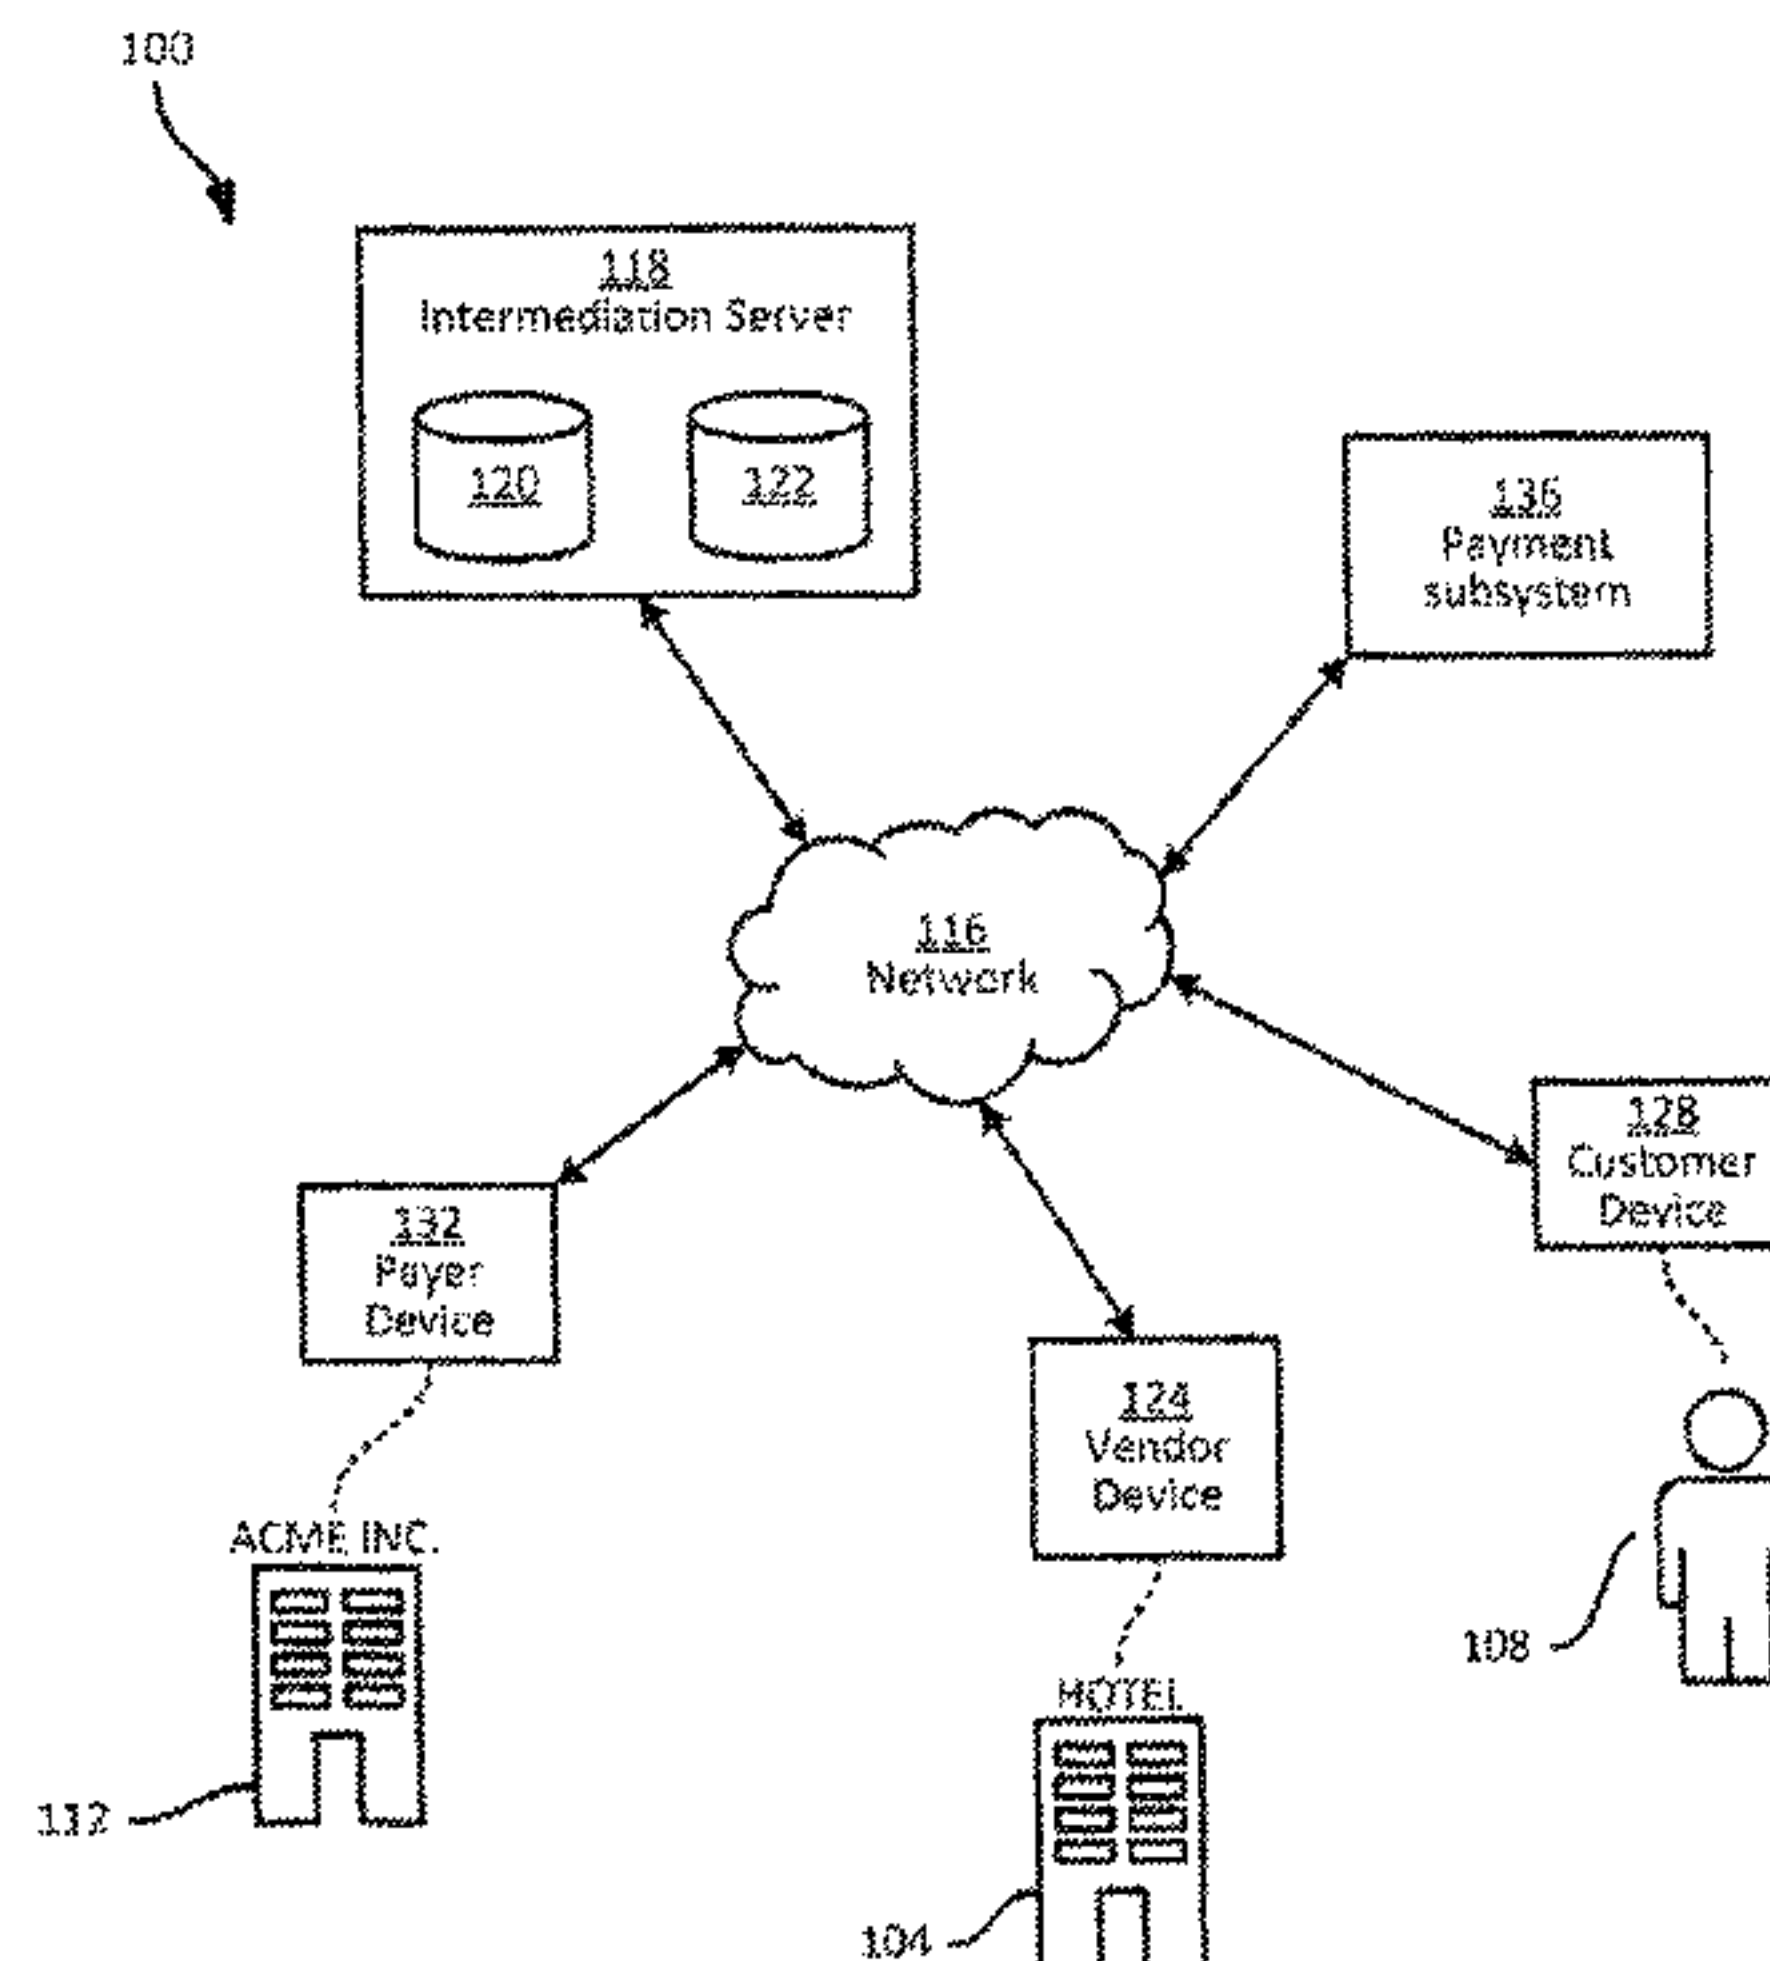 100
118
Intermediation Server
120
122
136
Payment
subsystem
116
Network
128
Customer
Device
132
Payer
Device
124
Vendor
Device
ACME INC.
108
HOTEL
112
104